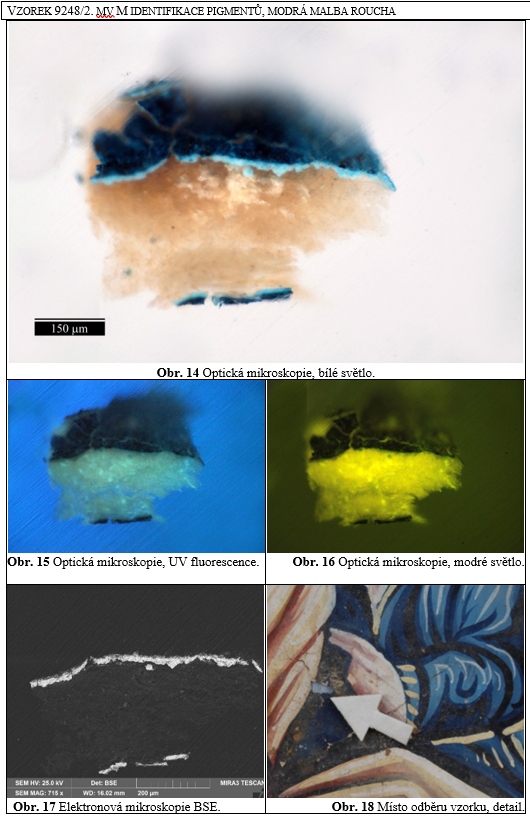 VZOREK 9248/2. MV M IDENTIFIKACE PIGMENTŮ, MODRÁ MALBA ROUCHA
150 µm
Obr. 14 Optická mikroskopie, bílé světlo.
Obr. 15 Optická mikroskopie, UV fluorescence.
Obr. 16 Optická mikroskopie, modré světlo.
SEM HV: 25.0 kV Det: BSE MIRA3 TESCAN
SEM MAG: 715 x WD: 16.02 mm 200 µm
Obr. 17 Elektronová mikroskopie BSE.
Obr. 18 Místo odběru vzorku, detail.